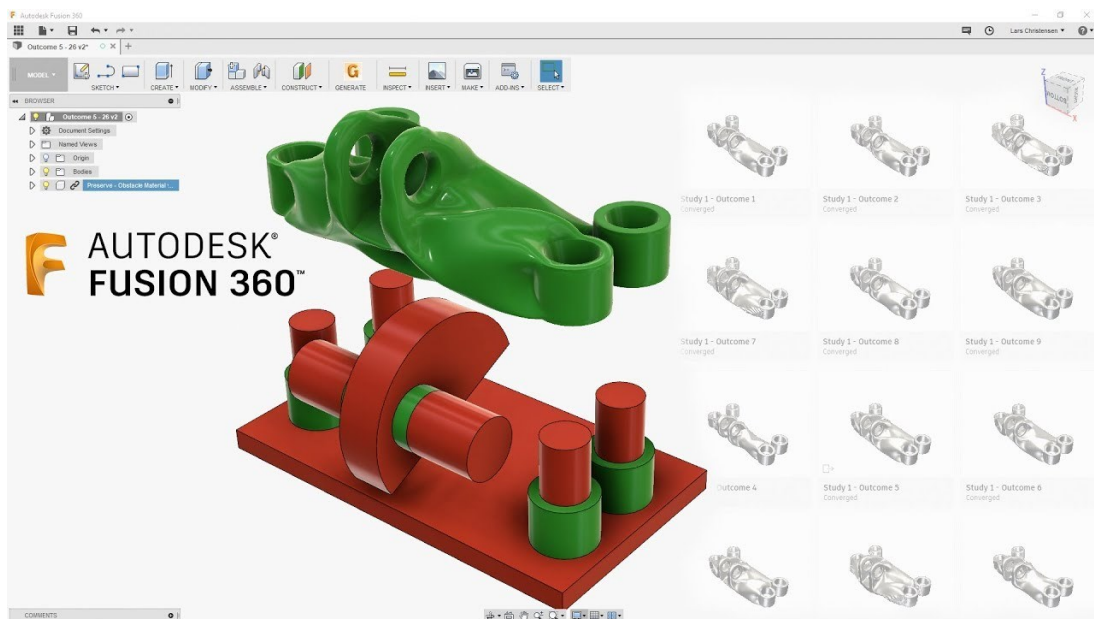 Autodesk Fusion 360
Lars Christensen
Outcome 5 - 26 v2*
MODEL
SKETCH
CREATE
MODIFY
ASSEMBLE
CONSTRUCT
GENERATE
INSPECT
INSERT
MAKE
ADD-INS
SELECT
BROWSER
Outcome 5 - 26 v2
Document Settings
Named Views
Origin
Bodies
Preserve - Obstacle Material -...
AUTODESK®
FUSION 360™
Z
X
BOTTOM
Study 1 - Outcome 1
Converged
Study 1 - Outcome 2
Converged
Study 1 - Outcome 3
Converged
Study 1 - Outcome 7
Converged
Study 1 - Outcome 8
Converged
Study 1 - Outcome 9
Converged
Outcome 4
Study 1 - Outcome 5
Converged
Study 1 - Outcome 6
Converged
COMMENTS